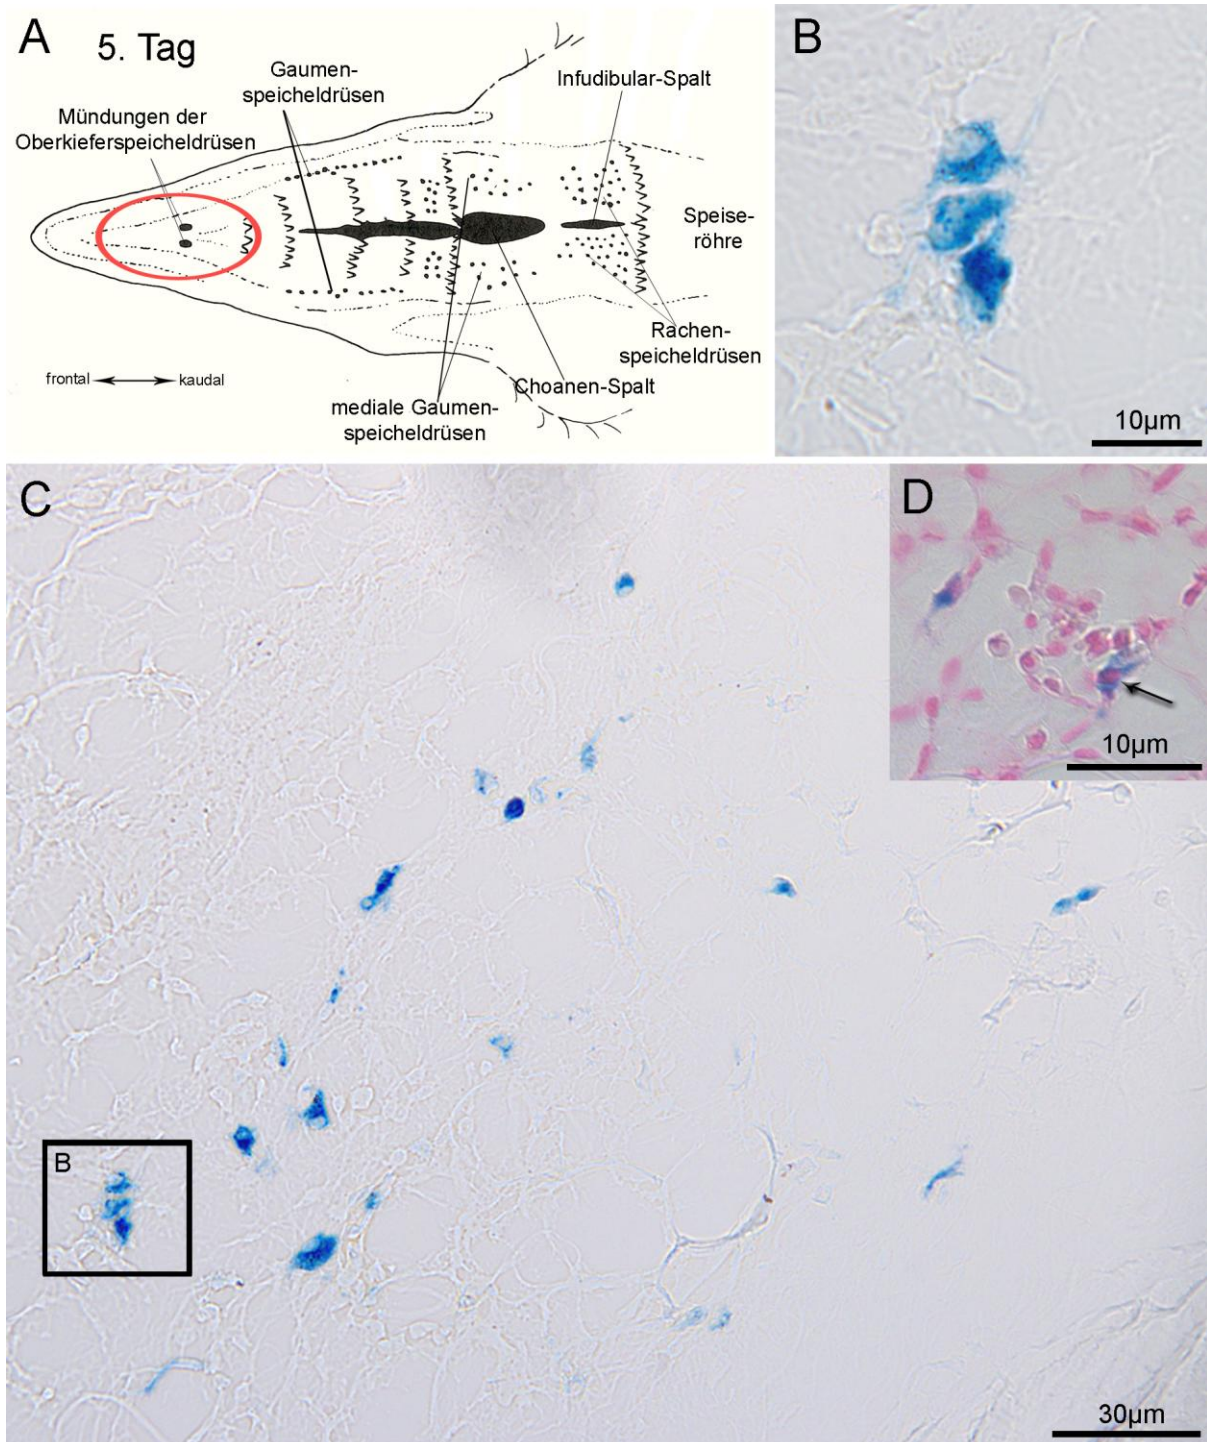 A
5. Tag
Gaumen-
speicheldrüsen
Mündungen der
Oberkieferspeicheldrüsen
Infudibular-Spalt
Speise-
röhre
Rachen-
speicheldrüsen
Choanen-Spalt
mediale Gaumen-
speicheldrüsen
frontal
kaudal
B
10µm
C
D
10µm
B
30µm